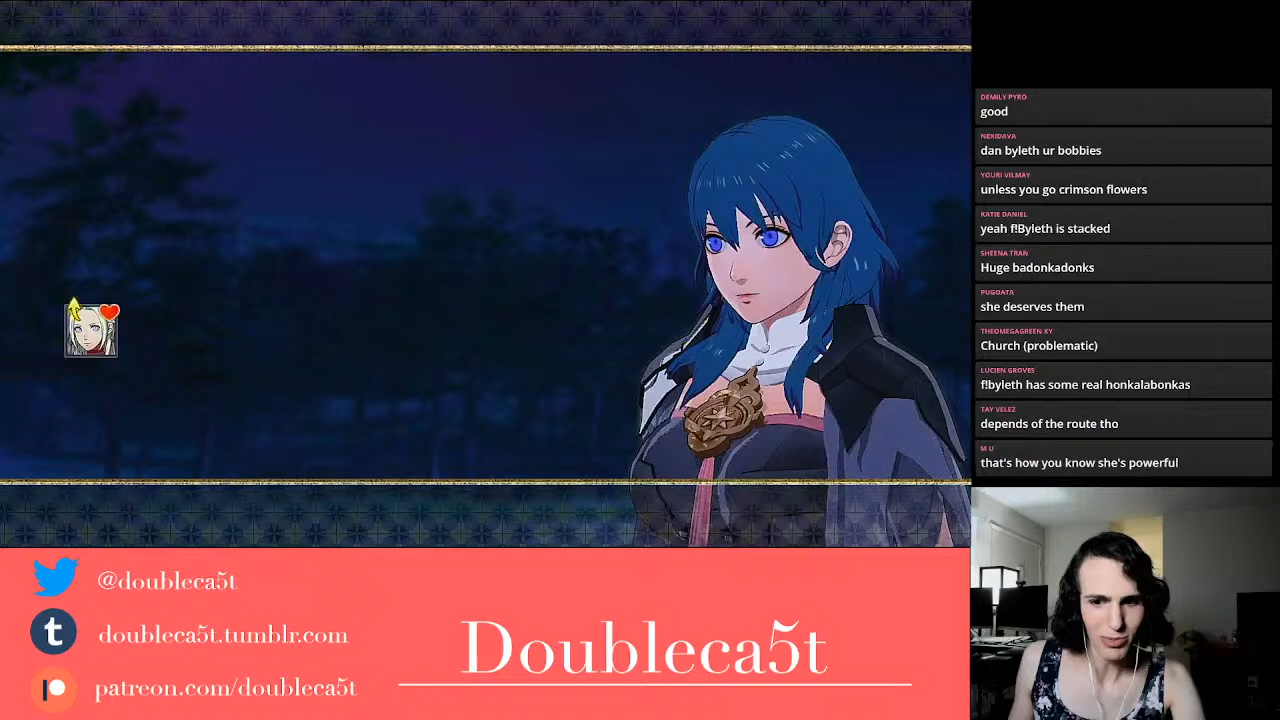 DEMILY PYRO
good
NEXIDAVA
dan byleth ur bobbies
YOURI VILMAY
unless you go crimson flowers
KATIE DANIEL
yeah f!Byleth is stacked
SHEENA TRAN
Huge badonkadonks
PUGOATA
she deserves them
THEOMEGAGREEN XY
Church (problematic)
LUCIEN GROVES
f!byleth has some real honkalabonkas
TAY VELEZ
depends of the route tho
M U
that's how you know she's powerful
@doubleca5t
doubleca5t.tumblr.com
patreon.com/doubleca5t
Doubleca5t